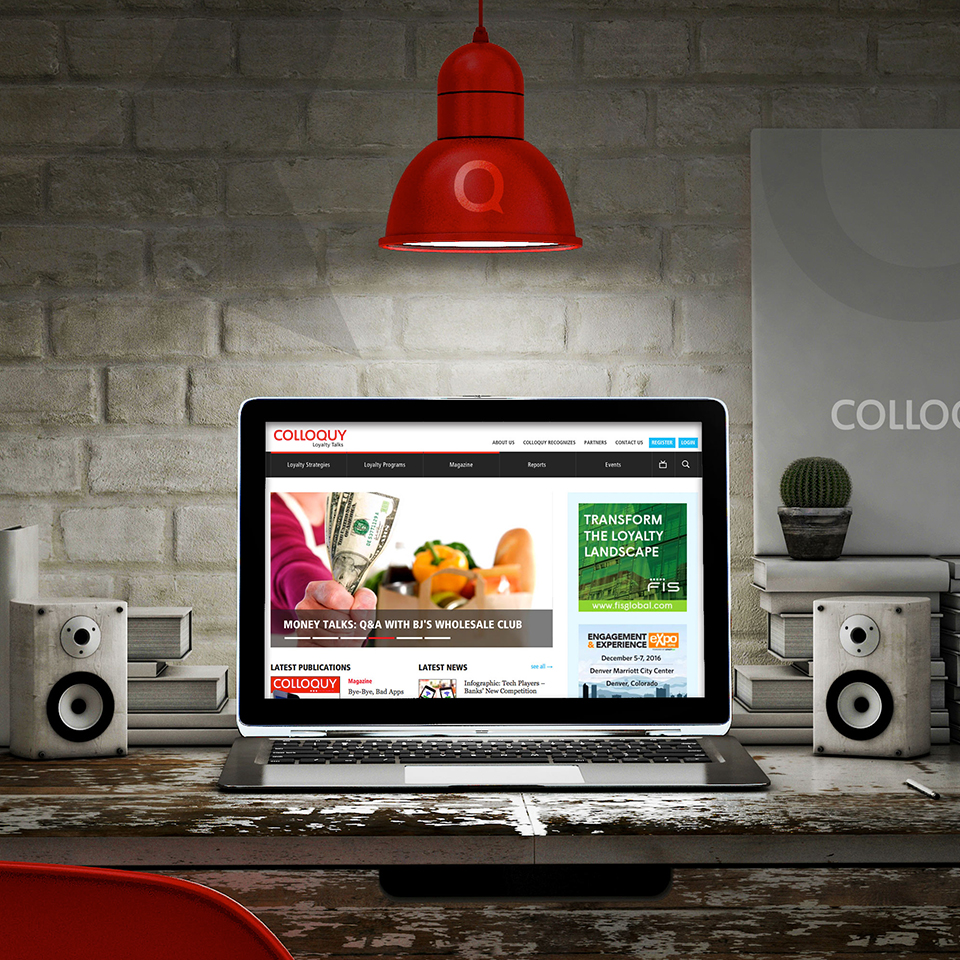 Q
COLLOQ
COLLOQUY
Loyalty Talks
ABOUT US COLLOQUY RECOGNIZES PARTNERS CONTACT US REGISTER LOGIN
Loyalty Strategies Loyalty Programs Magazine Reports Events
TRANSFORM
THE LOYALTY
LANDSCAPE
FIS
www.fisglobal.com
MONEY TALKS: Q&A WITH BJ'S WHOLESALE CLUB
ENGAGEMENT
& EXPERIENCE eXpo
December 5-7, 2016
Denver Marriott City Center
Denver, Colorado
LATEST PUBLICATIONS
COLLOQUY
Magazine
Bye-Bye, Bad Apps
LATEST NEWS
see all →
Infographic: Tech Players –
Banks' New Competition